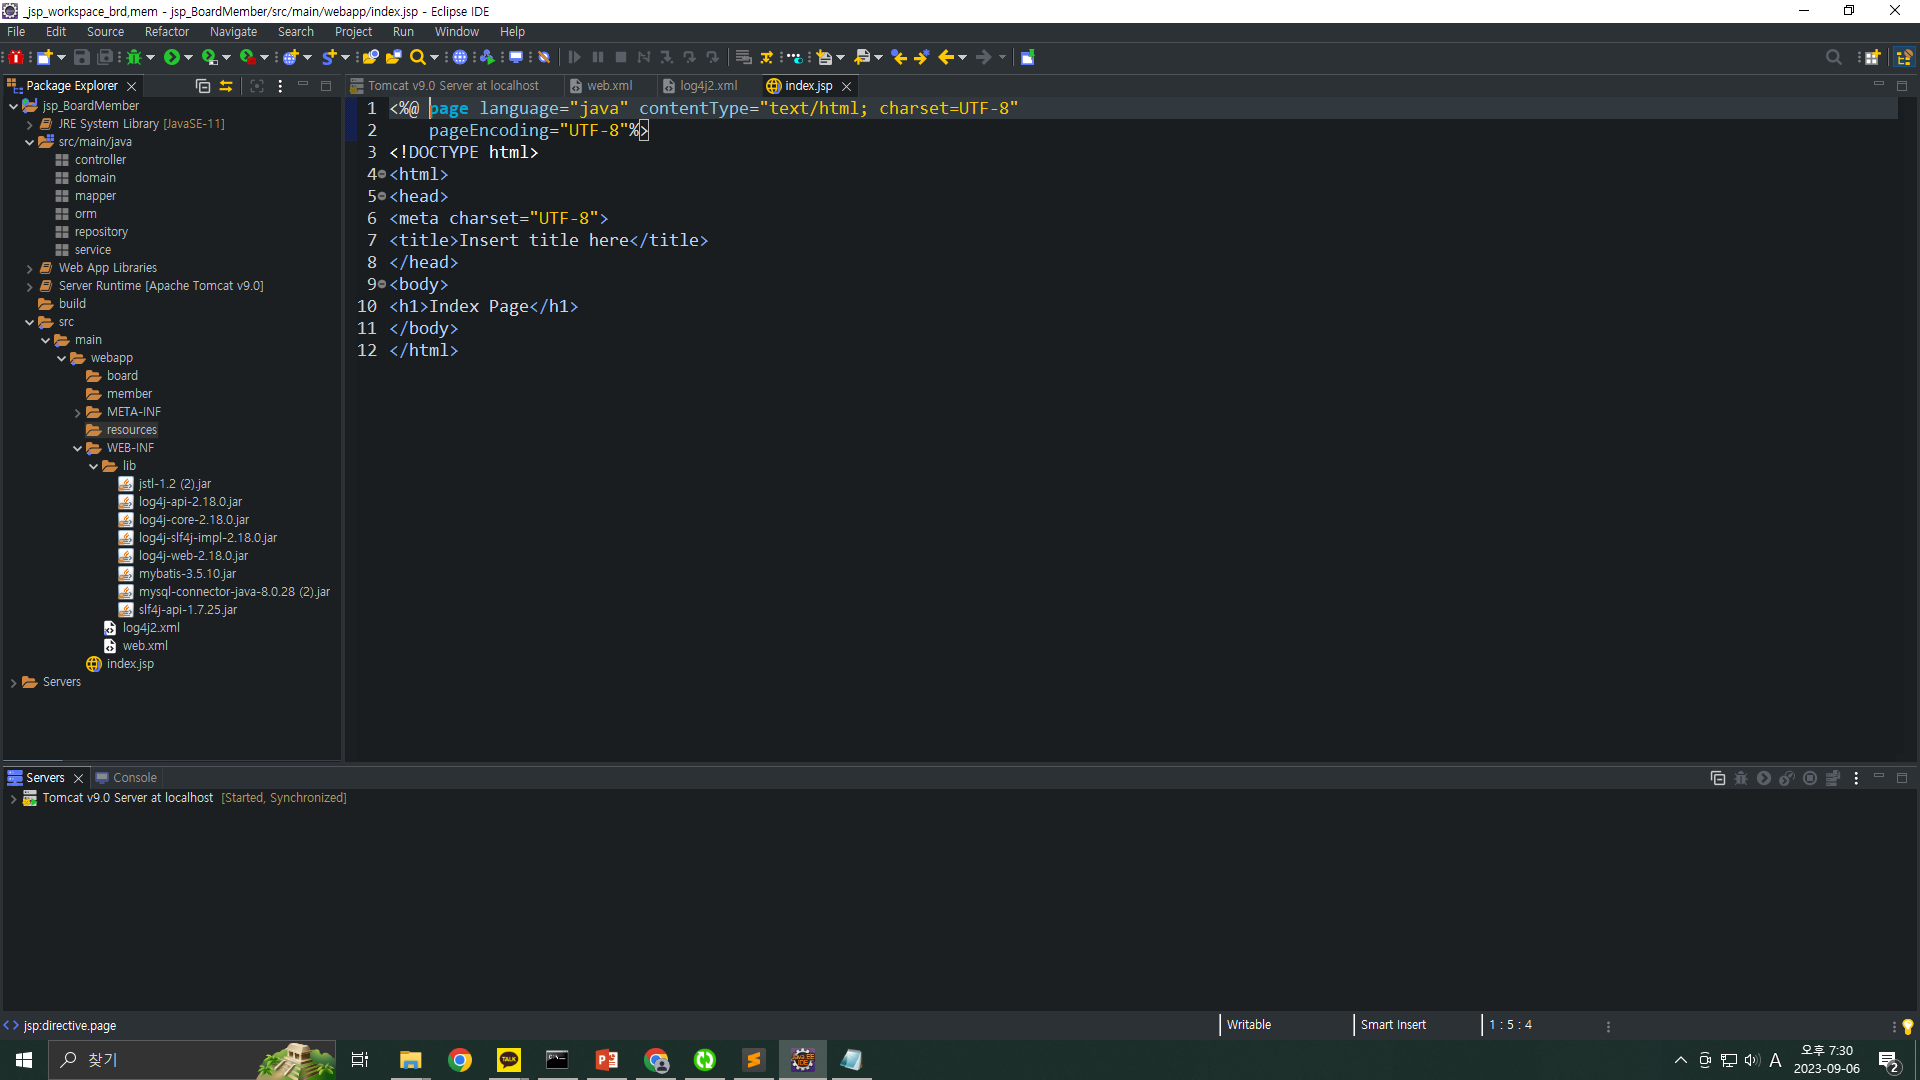 _jsp_workspace_brd,mem - jsp_BoardMember/src/main/webapp/index.jsp - Eclipse IDE
File Edit Source Refactor Navigate Search Project Run Window Help
Package Explorer
Tomcat v9.0 Server at localhost web.xml log4j2.xml index.jsp
jsp_BoardMember
JRE System Library [JavaSE-11]
src/main/java
controller
domain
mapper
orm
repository
service
Web App Libraries
Server Runtime [Apache Tomcat v9.0]
build
src
main
webapp
board
member
META-INF
resources
WEB-INF
lib
jstl-1.2 (2).jar
log4j-api-2.18.0.jar
log4j-core-2.18.0.jar
log4j-slf4j-impl-2.18.0.jar
log4j-web-2.18.0.jar
mybatis-3.5.10.jar
mysql-connector-java-8.0.28 (2).jar
slf4j-api-1.7.25.jar
log4j2.xml
web.xml
index.jsp
Servers
1 <%@ page language="java" contentType="text/html; charset=UTF-8"
2 pageEncoding="UTF-8"%>
3 <!DOCTYPE html>
4 <html>
5 <head>
6 <meta charset="UTF-8">
7 <title>Insert title here</title>
8 </head>
9 <body>
10 <h1>Index Page</h1>
11 </body>
12 </html>
Servers Console
Tomcat v9.0 Server at localhost [Started, Synchronized]
jsp:directive.page
Writable Smart Insert 1 : 5 : 4
찾기
TALK
A
오후 7:30
2023-09-06
2